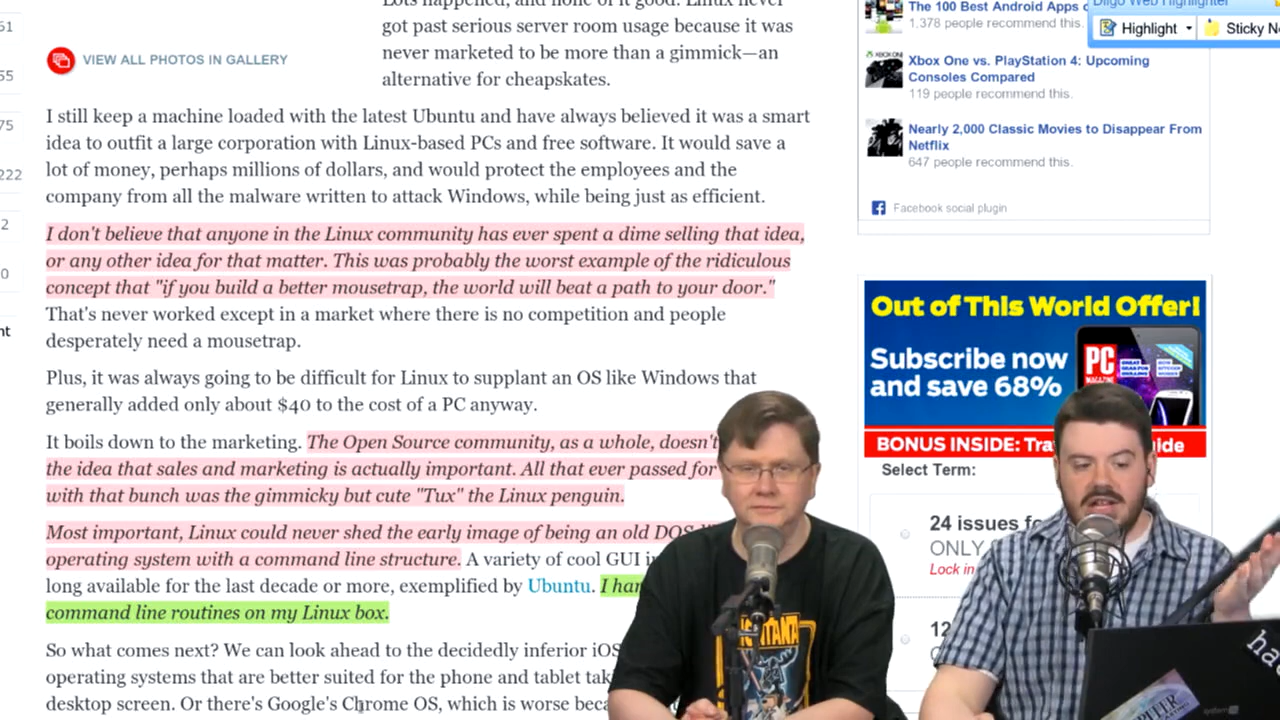 61
55
75
222
2
0
nt
Lots happened, and none of it good. Linux never
got past serious server room usage because it was
never marketed to be more than a gimmick—an
alternative for cheapskates.
VIEW ALL PHOTOS IN GALLERY
I still keep a machine loaded with the latest Ubuntu and have always believed it was a smart
idea to outfit a large corporation with Linux-based PCs and free software. It would save a
lot of money, perhaps millions of dollars, and would protect the employees and the
company from all the malware written to attack Windows, while being just as efficient.
I don't believe that anyone in the Linux community has ever spent a dime selling that idea,
or any other idea for that matter. This was probably the worst example of the ridiculous
concept that "if you build a better mousetrap, the world will beat a path to your door."
That's never worked except in a market where there is no competition and people
desperately need a mousetrap.
Plus, it was always going to be difficult for Linux to supplant an OS like Windows that
generally added only about $40 to the cost of a PC anyway.
It boils down to the marketing. The Open Source community, as a whole, doesn't
the idea that sales and marketing is actually important. All that ever passed for
with that bunch was the gimmicky but cute "Tux" the Linux penguin.
Most important, Linux could never shed the early image of being an old DOS
operating system with a command line structure. A variety of cool GUI
long available for the last decade or more, exemplified by Ubuntu. I
command line routines on my Linux box.
So what comes next? We can look ahead to the decidedly inferior iOS
operating systems that are better suited for the phone and tablet
desktop screen. Or there's Google's Chrome OS, which is worse
The 100 Best Android Apps
1,378 people recommend this.
Xbox One vs. PlayStation 4: Upcoming
Consoles Compared
119 people recommend this.
Nearly 2,000 Classic Movies to Disappear From
Netflix
647 people recommend this.
Facebook social plugin
Diigo Web Highlighter
Highlight
Sticky
Out of This World Offer!
Subscribe now
and save 68%
PC
MAGAZINE
BONUS INSIDE:
Select Term:
24 issues
ONLY
Lock in
12
MONTANA
ha